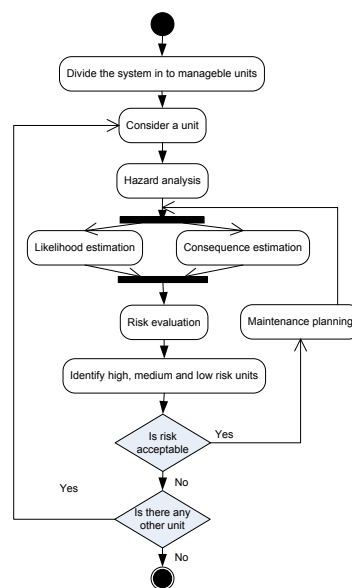 Divide the system in to manageble units
Consider a unit
Hazard analysis
Likelihood estimation
Consequence estimation
Risk evaluation
Maintenance planning
Identify high, medium and low risk units
Is risk
acceptable
Yes
No
Yes
Is there any
other unit
No